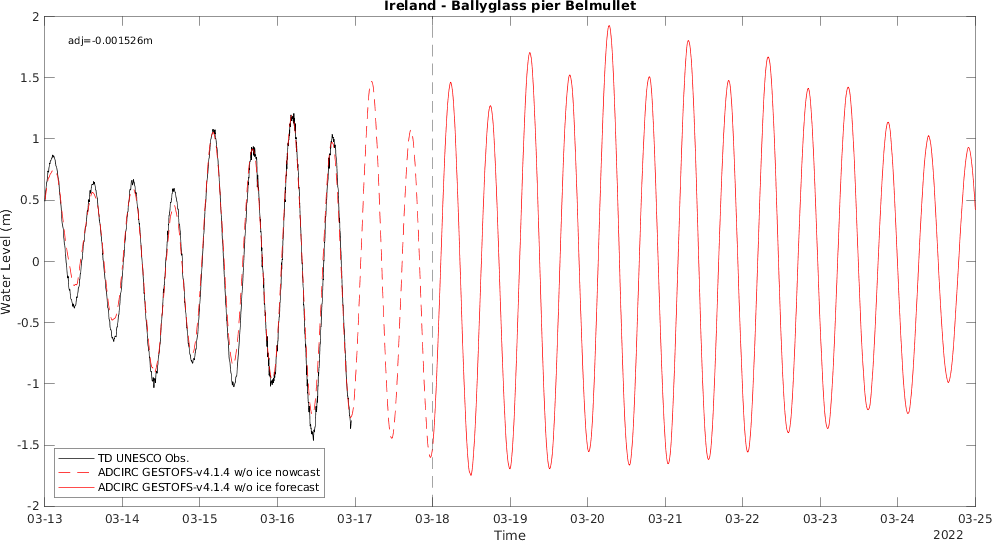 Ireland - Ballyglass pier Belmullet
adj=-0.001526m
2
1.5
1
0.5
0
-0.5
-1
-1.5
-2
Water Level (m)
TD UNESCO Obs.
ADCIRC GESTOFS-v4.1.4 w/o ice nowcast
ADCIRC GESTOFS-v4.1.4 w/o ice forecast
03-13 03-14 03-15 03-16 03-17 03-18 03-19 03-20 03-21 03-22 03-23 03-24 03-25
Time
2022